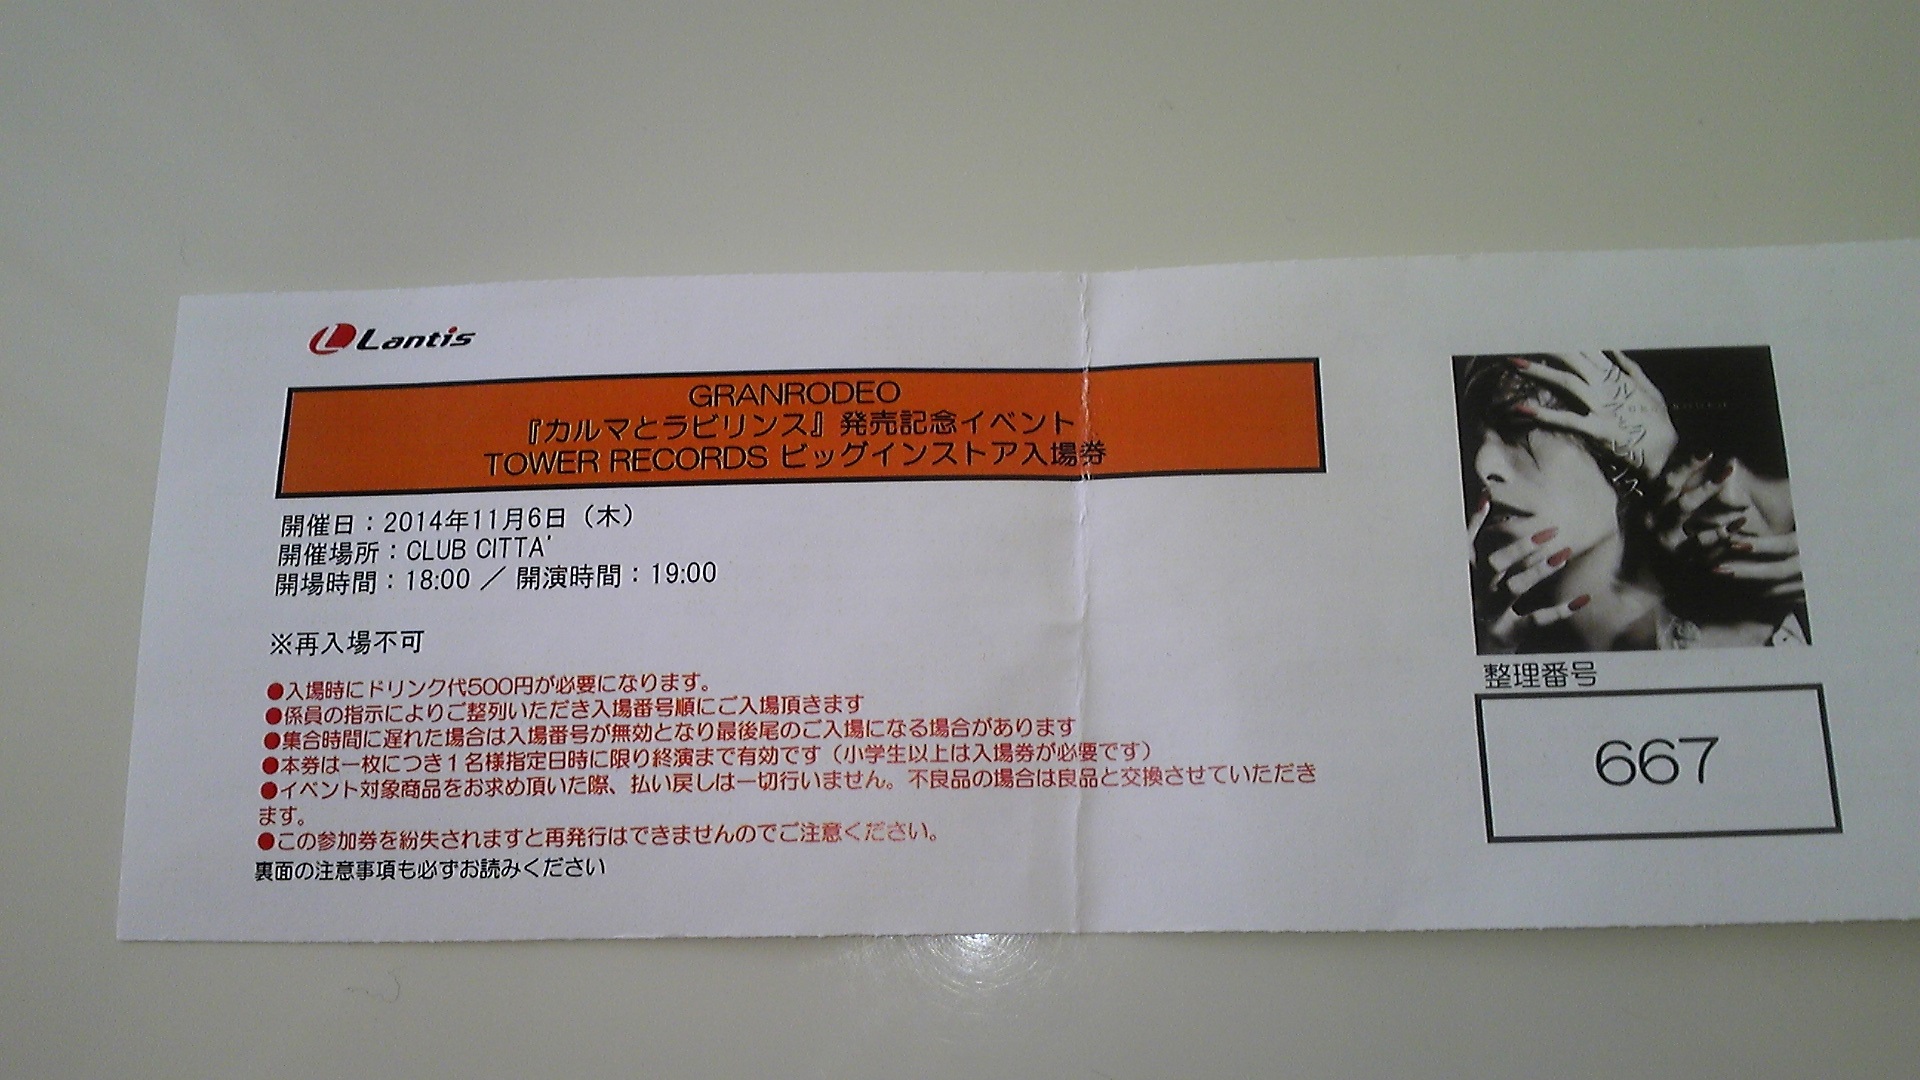 Lantis
GRANRODEO
『カルマとラビリンス』発売記念イベント
TOWER RECORDS ビッグインストア入場券
開催日：2014年11月6日（木）
開催場所：CLUB CITTA'
開場時間：18:00 ／ 開演時間：19:00
※再入場不可
●入場時にドリンク代500円が必要になります。
●係員の指示によりご整列いただき入場番号順にご入場頂きます
●集合時間に遅れた場合は入場番号が無効となり最後尾のご入場になる場合があります
●本券は一枚につき1名様指定日時に限り終演まで有効です（小学生以上は入場券が必要です）
●イベント対象商品をお求め頂いた際、払い戻しは一切行いません。不良品の場合は良品と交換させていただき
ます。
●この参加券を紛失されますと再発行はできませんのでご注意ください。
裏面の注意事項も必ずお読みください
カルマとラビリンス
整理番号
667